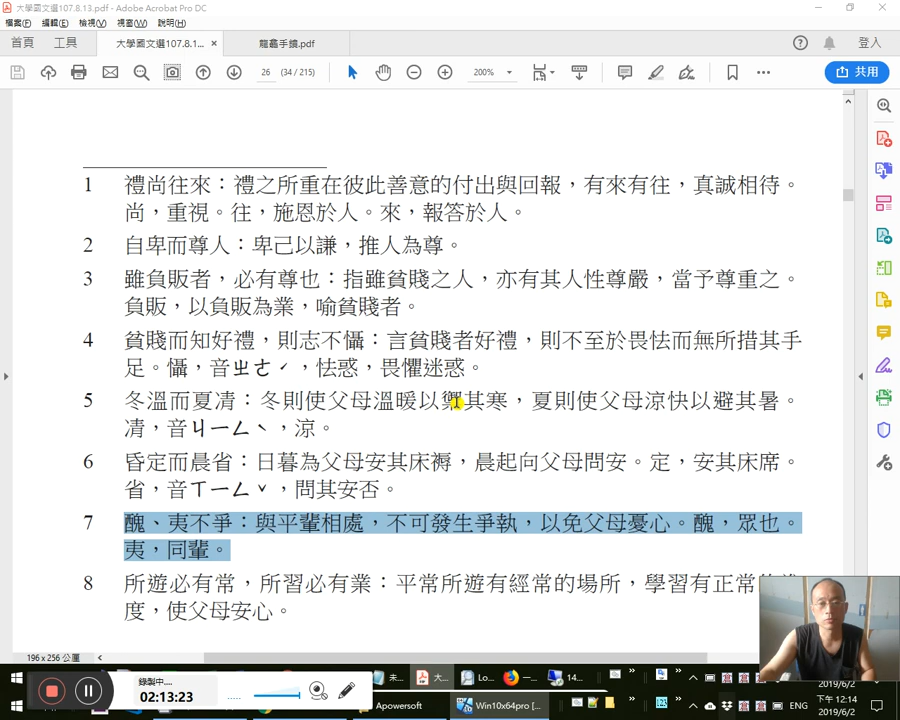 大學國文選107.8.13.pdf - Adobe Acrobat Pro DC
檔案(F) 編輯(E) 檢視(V) 視窗(W) 說明(H)
首頁 工具 大學國文選107.8.1... × 龍龕手鏡.pdf 登入
26 (34 / 215) 200% 共用
1 禮尚往來：禮之所重在彼此善意的付出與回報，有來有往，真誠相待。
尚，重視。往，施恩於人。來，報答於人。
2 自卑而尊人：卑己以謙，推人為尊。
3 雖負販者，必有尊也：指雖貧賤之人，亦有其人性尊嚴，當予尊重之。
負販，以負販為業，喻貧賤者。
4 貧賤而知好禮，則志不懾：言貧賤者好禮，則不至於畏怯而無所措其手
足。懾，音ㄓㄜˊ，怯惑，畏懼迷惑。
5 冬溫而夏凊：冬則使父母溫暖以禦其寒，夏則使父母涼快以避其暑。
凊，音ㄐㄧㄥˋ，涼。
6 昏定而晨省：日暮為父母安其床褥，晨起向父母問安。定，安其床席。
省，音ㄒㄧㄥˇ，問其安否。
7 醜、夷不爭：與平輩相處，不可發生爭執，以免父母憂心。醜，眾也。
夷，同輩。
8 所遊必有常，所習必有業：平常所遊有經常的場所，學習有正常
度，使父母安心。
196 x 256 公厘
錄製中...
02:13:23
未... 大... Lo... 一... 14...
Apowersoft Win10x64pro [... ENG
2019/6/2
下午 12:14
2019/6/2